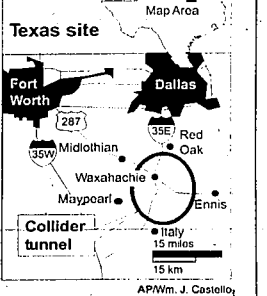 Map Area
Texas site
Fort
Worth
Dallas
287
35E
Red
Oak
35W
Midlothian
Waxahachie
Maypearl
Ennis
Collider
tunnel
Italy
15 miles
15 km
AP/Wm. J. Castello